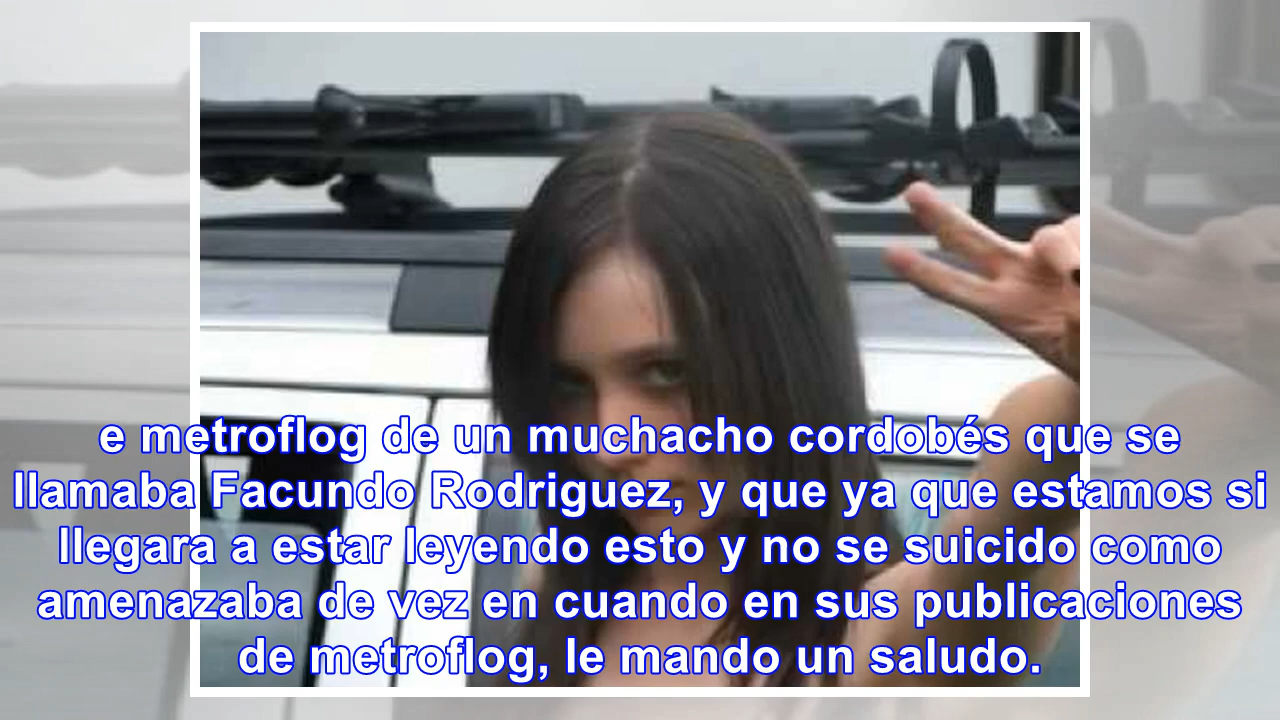 e metroflog de un muchacho cordobés que se
llamaba Facundo Rodriguez, y que ya que estamos si
llegara a estar leyendo esto y no se suicido como
amenazaba de vez en cuando en sus publicaciones
de metroflog, le mando un saludo.